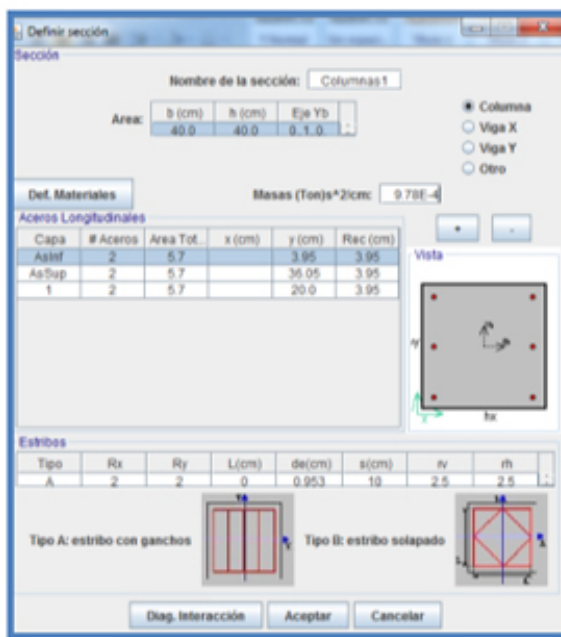 Definir sección
Sección
Nombre de la sección: Columnas1
Area:
b (cm) h (cm) Eje Yb
40.0 40.0 0. 1. 0.
Columna
Viga X
Viga Y
Otro
Def. Materiales
Masas (Ton)s^2/cm: 9.78E-4
Aceros Longitudinales
+ -
Capa # Aceros Area Tot.. x (cm) y (cm) Rec (cm)
AsInf 2 5.7 3.95 3.95
AsSup 2 5.7 36.05 3.95
1 2 5.7 20.0 3.95
Vista
hx
Estribos
Tipo Rx Ry L(cm) de(cm) s(cm) rv rh
A 2 2 0 0.953 10 2.5 2.5
Tipo A: estribo con ganchos
Tipo B: estribo solapado
Diag. Interacción Aceptar Cancelar